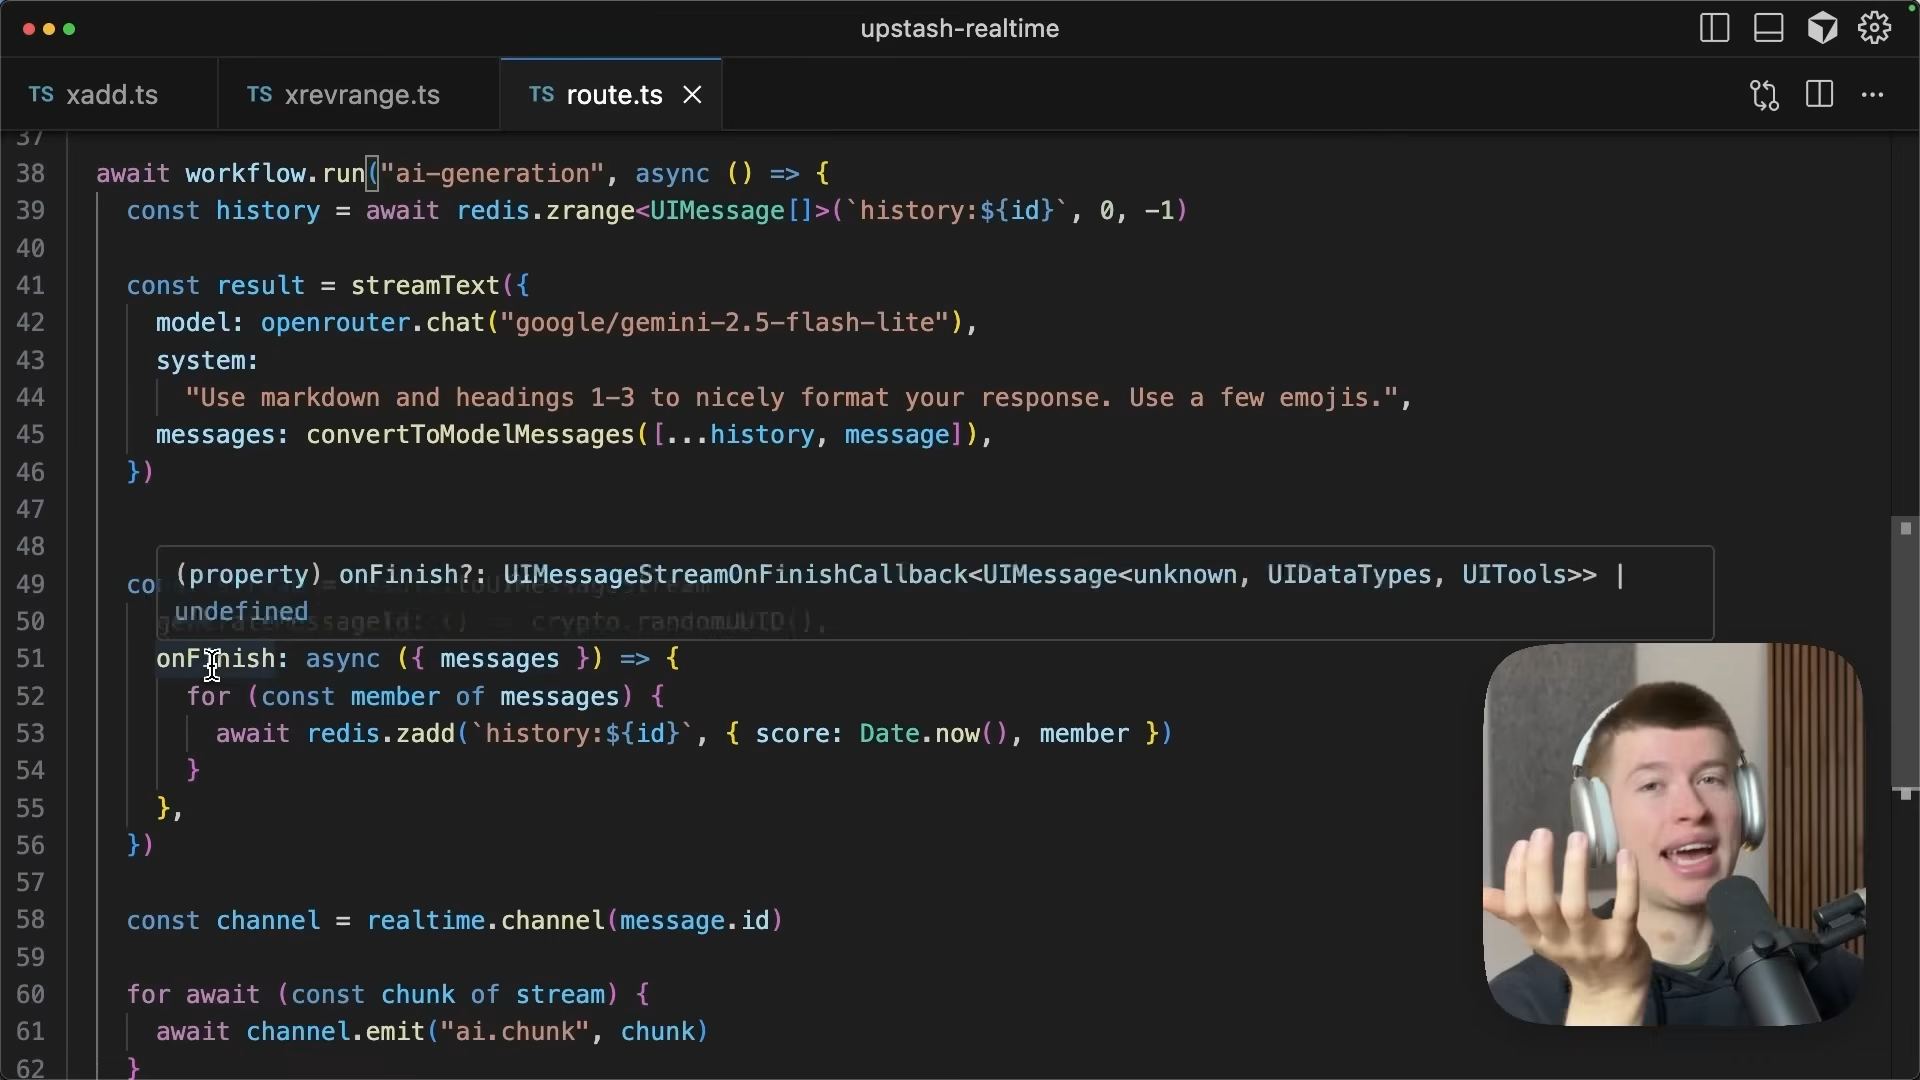 upstash-realtime
TS xadd.ts
TS xrevrange.ts
TS route.ts
37
38 await workflow.run("ai-generation", async () => {
39 const history = await redis.zrange<UIMessage[]>(`history:${id}`, 0, -1)
40
41 const result = streamText({
42 model: openrouter.chat("google/gemini-2.5-flash-lite"),
43 system:
44 "Use markdown and headings 1-3 to nicely format your response. Use a few emojis.",
45 messages: convertToModelMessages([...history, message]),
46 })
47
48
(property) onFinish?: UIMessageStreamOnFinishCallback<UIMessage<unknown, UIDataTypes, UITools>> |
undefined
49 co
50 crypto.randomUUID(),
51 onFinish: async ({ messages }) => {
52 for (const member of messages) {
53 await redis.zadd(`history:${id}`, { score: Date.now(), member })
54 }
55 },
56 })
57
58 const channel = realtime.channel(message.id)
59
60 for await (const chunk of stream) {
61 await channel.emit("ai.chunk", chunk)
62 }